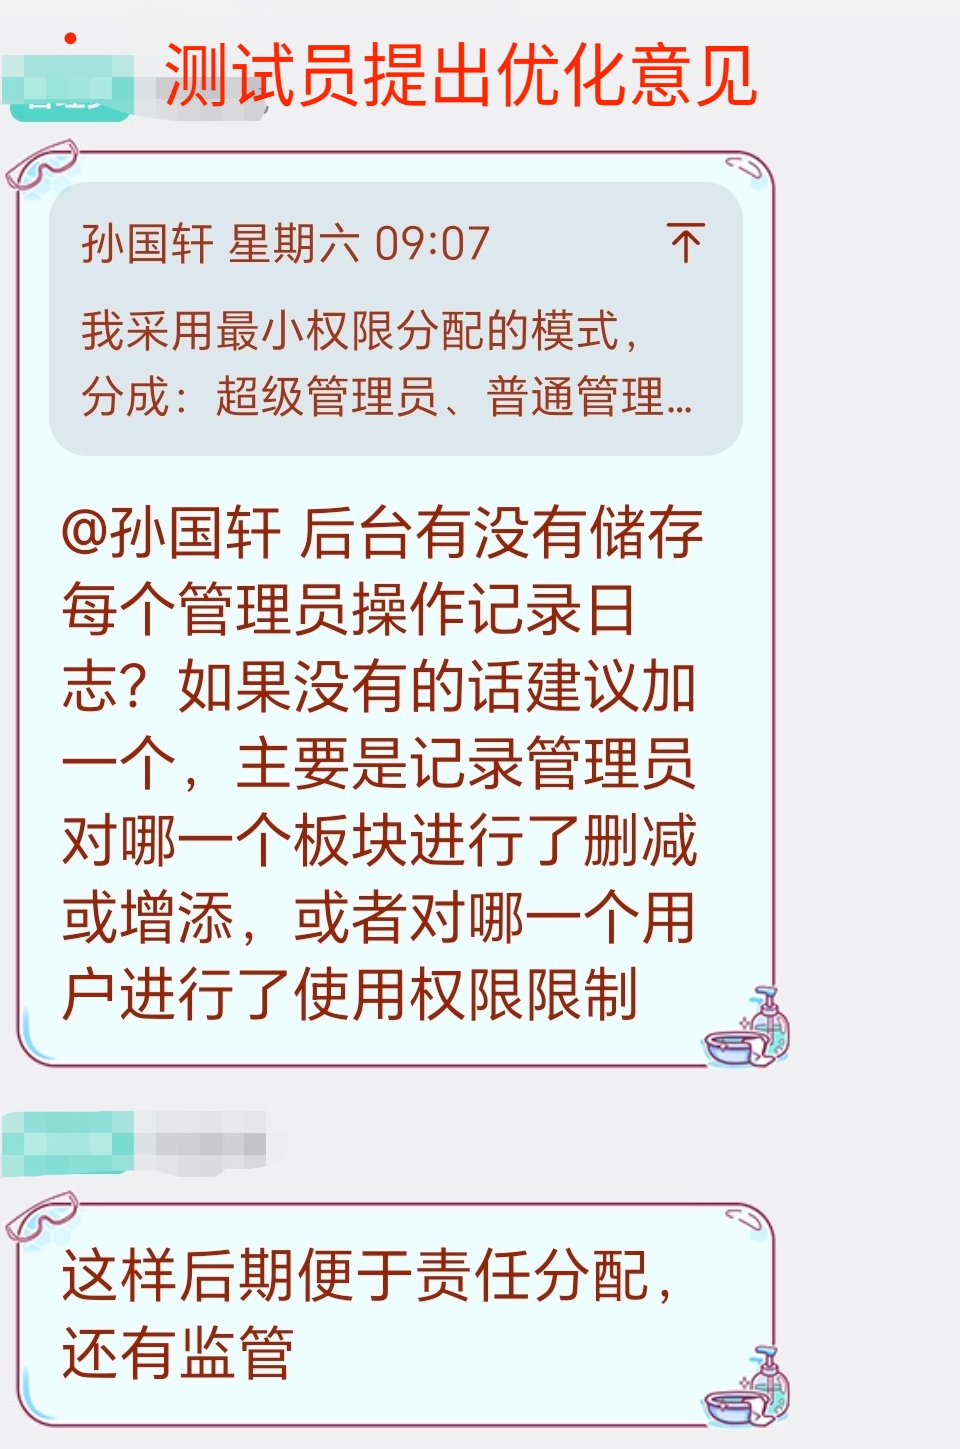 测试员提出优化意见
孙国轩 星期六 09:07
我采用最小权限分配的模式，
分成：超级管理员、普通管理...
@孙国轩 后台有没有储存
每个管理员操作记录日
志？如果没有的话建议加
一个，主要是记录管理员
对哪一个板块进行了删减
或增添，或者对哪一个用
户进行了使用权限限制
这样后期便于责任分配，
还有监管